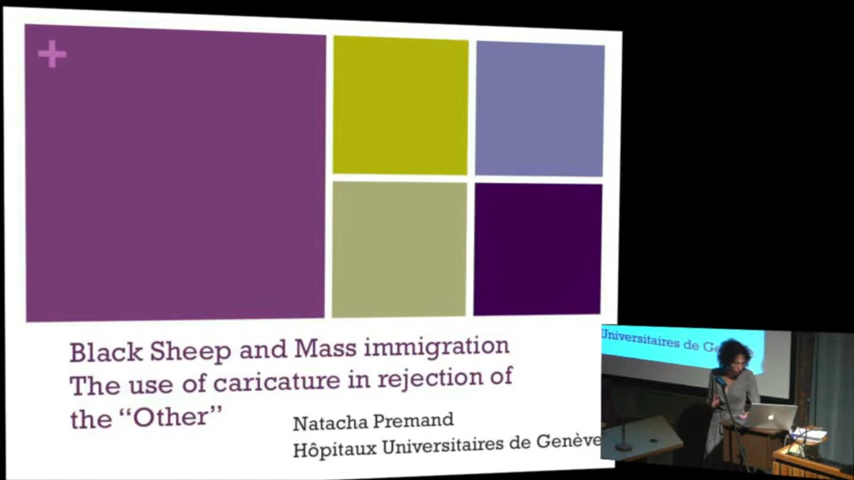 +
Black Sheep and Mass immigration
The use of caricature in rejection of
the “Other”
Natacha Premand
Hôpitaux Universitaires de Genève
Universitaires de Ge